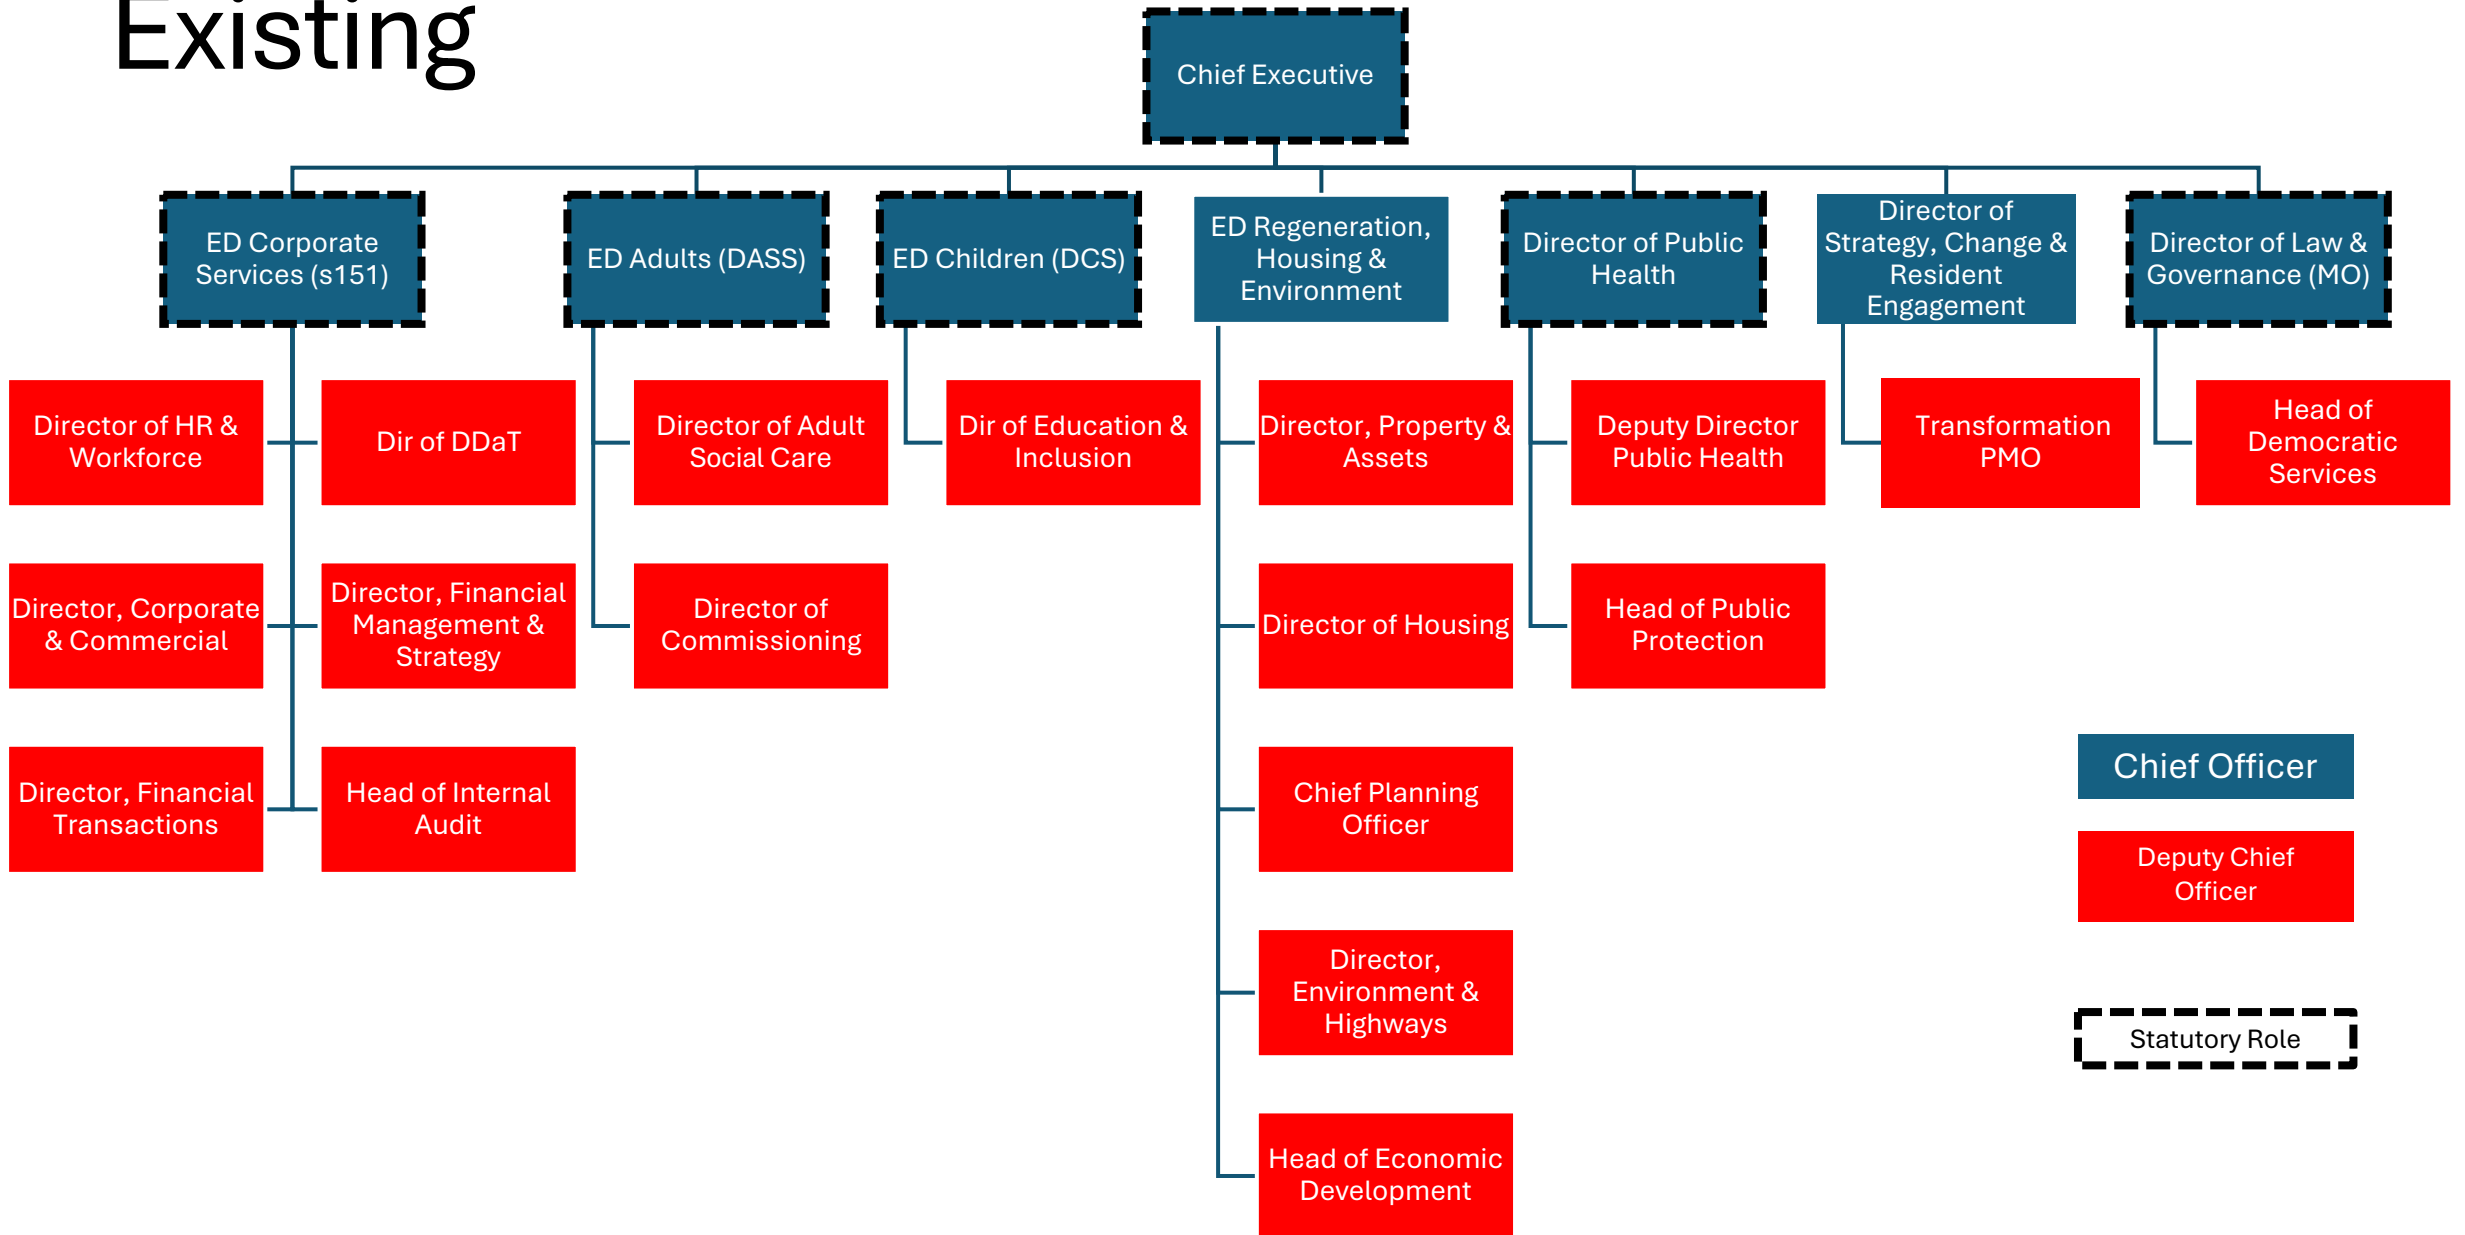 Existing
Chief Executive
ED Corporate
Services (s151)
ED Adults (DASS)
ED Children (DCS)
ED Regeneration,
Housing &
Environment
Director of Public
Health
Director of
Strategy, Change &
Resident
Engagement
Director of Law &
Governance (MO)
Director of HR &
Workforce
Dir of DDaT
Director of Adult
Social Care
Dir of Education &
Inclusion
Director, Property &
Assets
Deputy Director
Public Health
Transformation
PMO
Head of
Democratic
Services
Director, Corporate
& Commercial
Director, Financial
Management &
Strategy
Director of
Commissioning
Director of Housing
Head of Public
Protection
Director, Financial
Transactions
Head of Internal
Audit
Chief Planning
Officer
Chief Officer
Deputy Chief
Officer
Director,
Environment &
Highways
Statutory Role
Head of Economic
Development